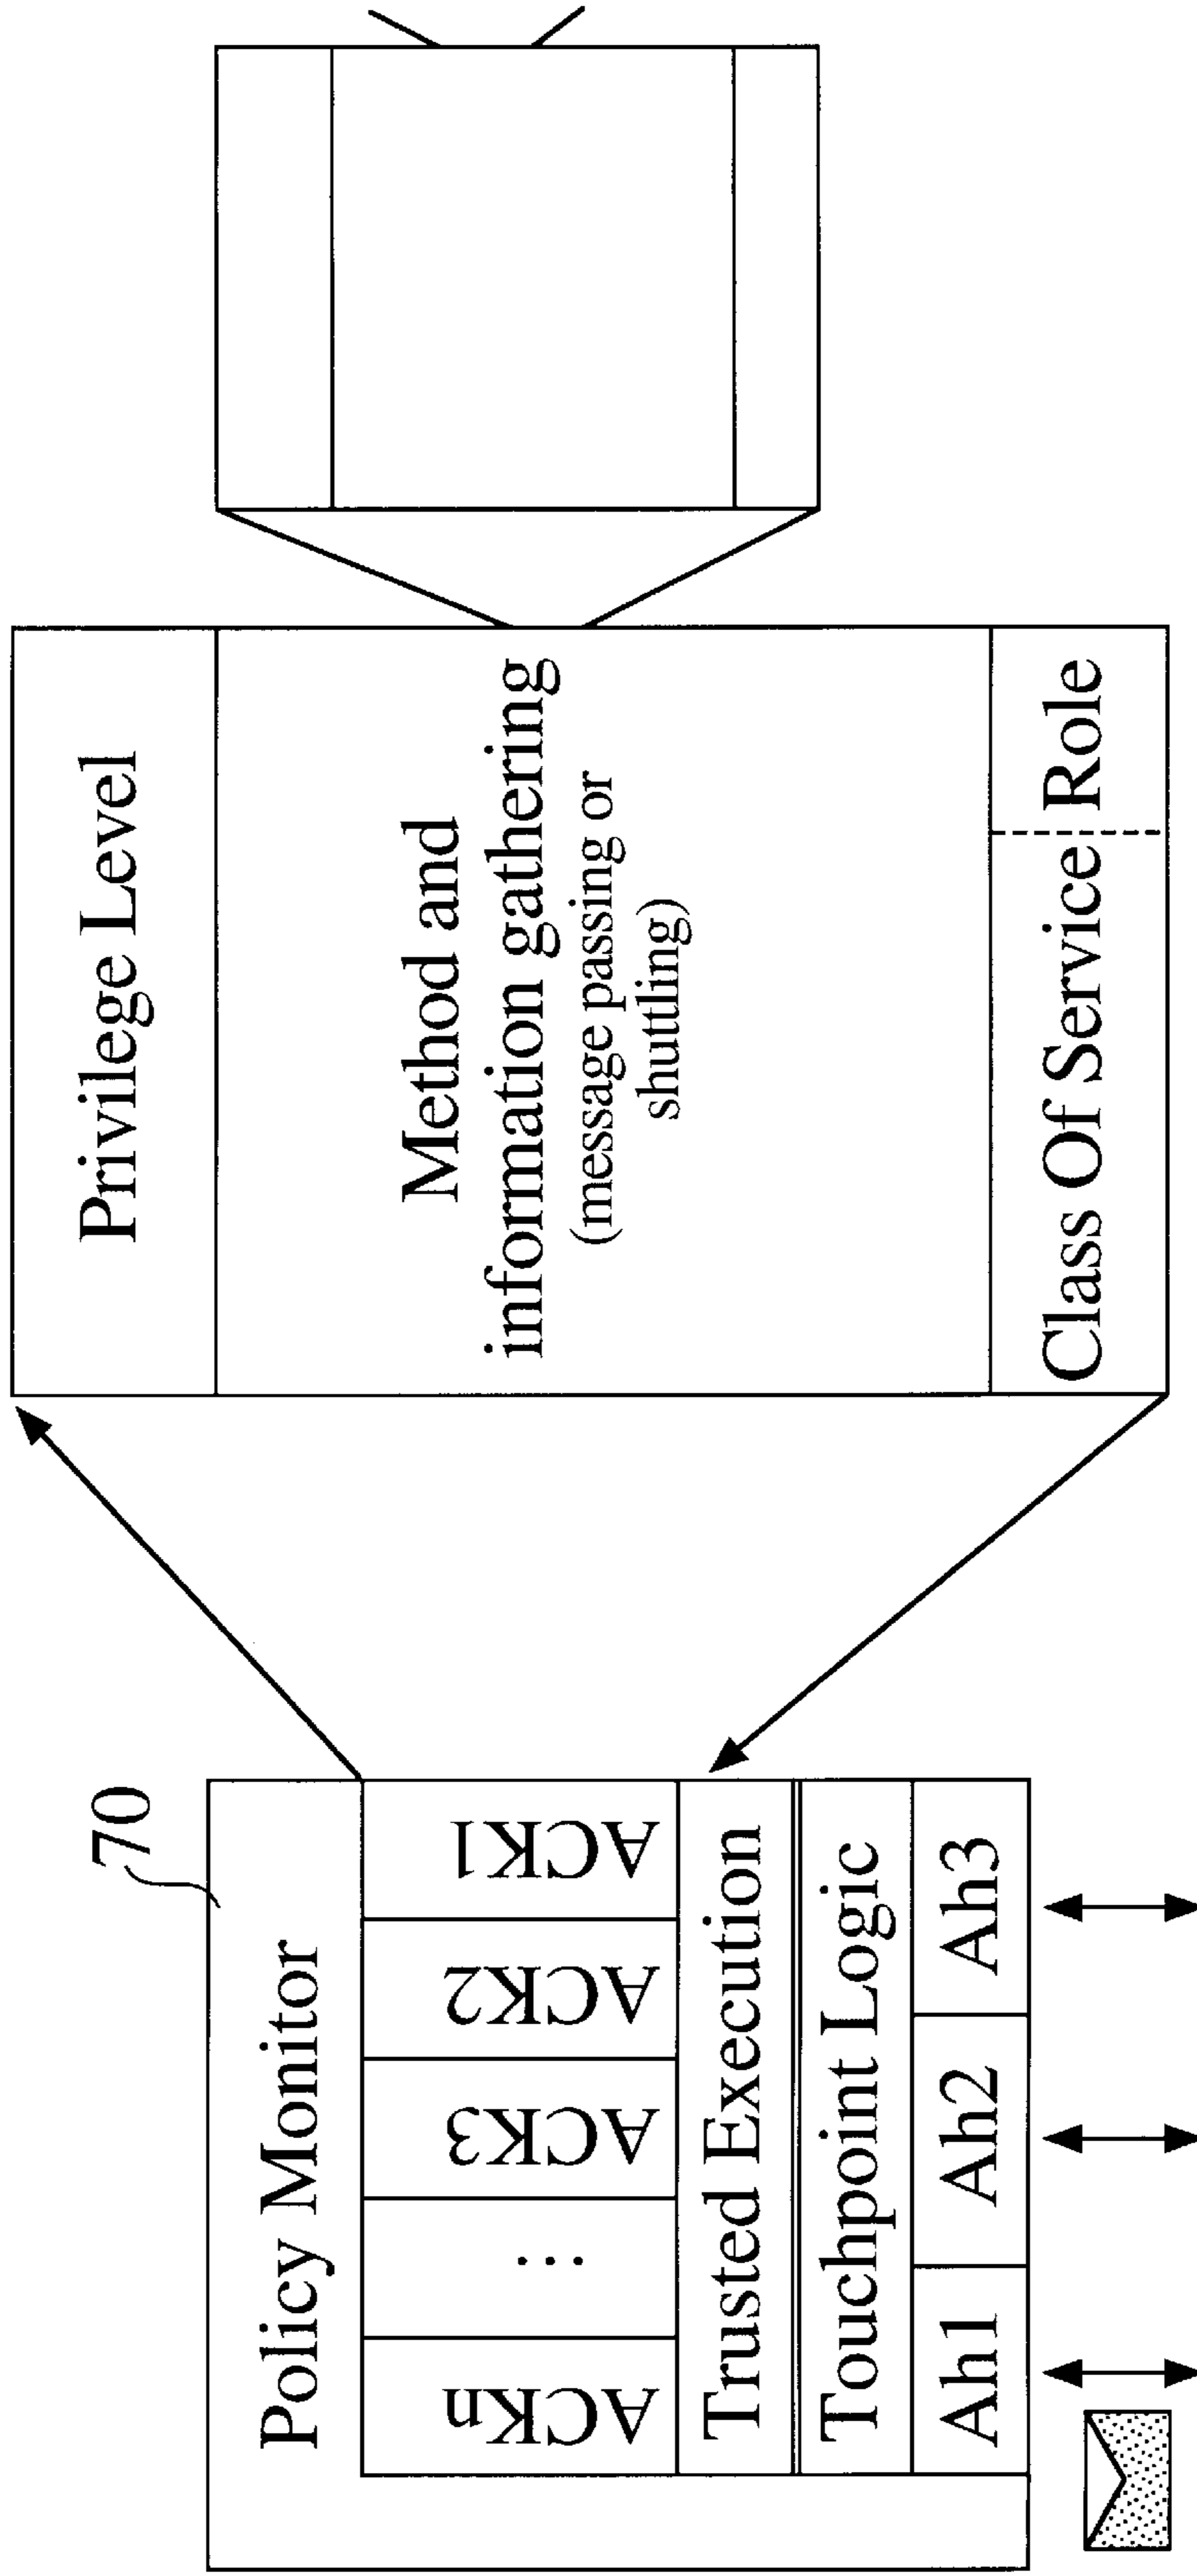 70
Policy Monitor
ACKn
...
ACK3
ACK2
ACK1
Trusted Execution
Touchpoint Logic
Ah1
Ah2
Ah3
Privilege Level
Method and
information gathering
(message passing or
shuttling)
Class Of Service
Role